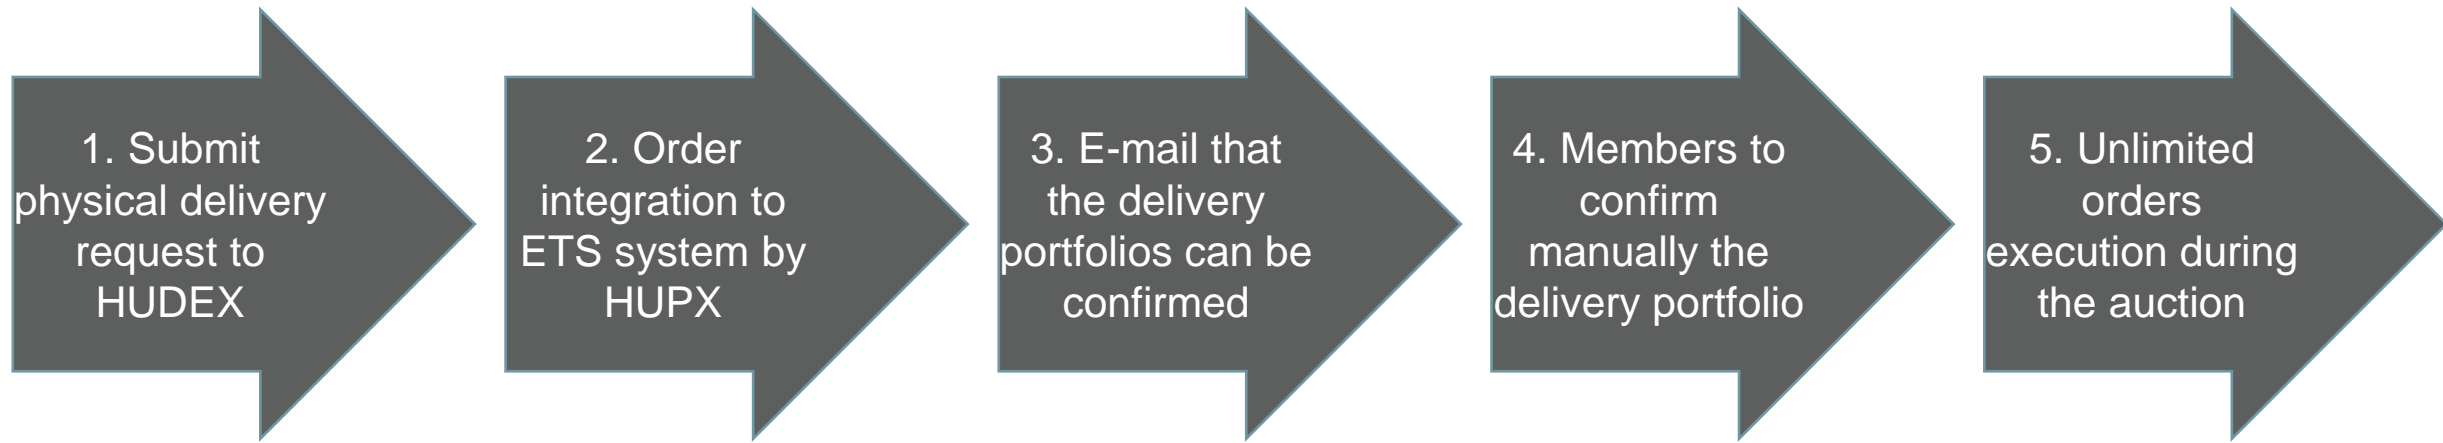 1. Submit
physical delivery
request to
HUDEX
2. Order
integration to
ETS system by
HUPX
3. E-mail that
the delivery
portfolios can be
confirmed
4. Members to
confirm
manually the
delivery portfolio
5. Unlimited
orders
execution during
the auction